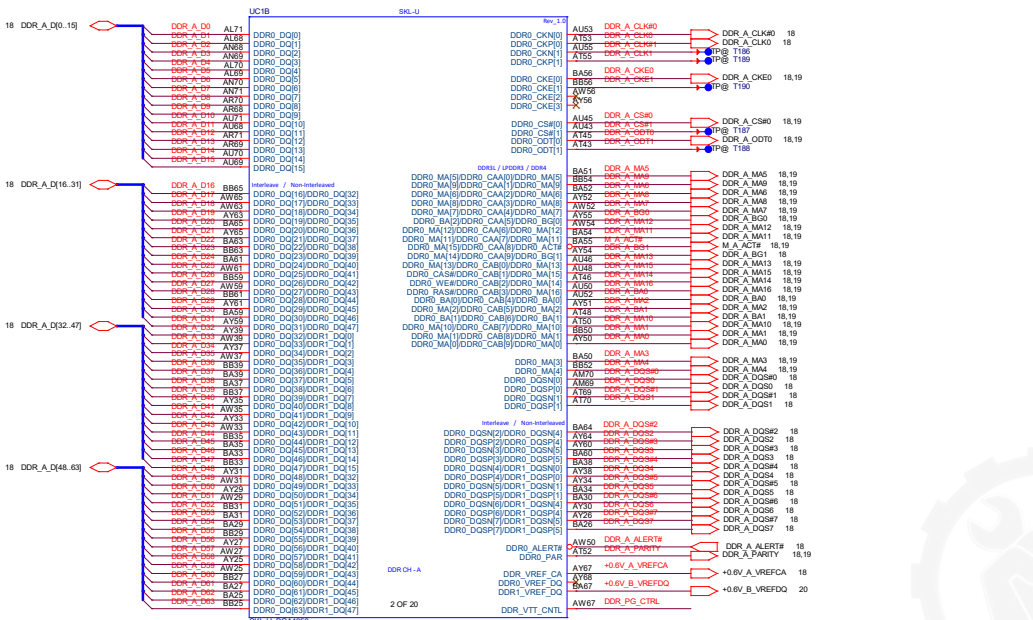 UC1B
SKL-U
Rev_1.0
18 DDR_A_D[0..15]
DDR_A_D0 AL71 DDR0_DQ[0]
DDR_A_D1 AL68 DDR0_DQ[1]
DDR_A_D2 AN68 DDR0_DQ[2]
DDR_A_D3 AN69 DDR0_DQ[3]
DDR_A_D4 AL70 DDR0_DQ[4]
DDR_A_D5 AL69 DDR0_DQ[5]
DDR_A_D6 AN70 DDR0_DQ[6]
DDR_A_D7 AN71 DDR0_DQ[7]
DDR_A_D8 AR70 DDR0_DQ[8]
DDR_A_D9 AR68 DDR0_DQ[9]
DDR_A_D10 AU71 DDR0_DQ[10]
DDR_A_D11 AU68 DDR0_DQ[11]
DDR_A_D12 AR71 DDR0_DQ[12]
DDR_A_D13 AR69 DDR0_DQ[13]
DDR_A_D14 AU70 DDR0_DQ[14]
DDR_A_D15 AU69 DDR0_DQ[15]
Interleave / Non-Interleaved
18 DDR_A_D[16..31]
DDR_A_D16 BB65 DDR0_DQ[16]/DDR0_DQ[32]
DDR_A_D17 AW65 DDR0_DQ[17]/DDR0_DQ[33]
DDR_A_D18 AW63 DDR0_DQ[18]/DDR0_DQ[34]
DDR_A_D19 AY63 DDR0_DQ[19]/DDR0_DQ[35]
DDR_A_D20 BA65 DDR0_DQ[20]/DDR0_DQ[36]
DDR_A_D21 AY65 DDR0_DQ[21]/DDR0_DQ[37]
DDR_A_D22 BA63 DDR0_DQ[22]/DDR0_DQ[38]
DDR_A_D23 BB63 DDR0_DQ[23]/DDR0_DQ[39]
DDR_A_D24 BA61 DDR0_DQ[24]/DDR0_DQ[40]
DDR_A_D25 AW61 DDR0_DQ[25]/DDR0_DQ[41]
DDR_A_D26 BB59 DDR0_DQ[26]/DDR0_DQ[42]
DDR_A_D27 AW59 DDR0_DQ[27]/DDR0_DQ[43]
DDR_A_D28 BB61 DDR0_DQ[28]/DDR0_DQ[44]
DDR_A_D29 AY61 DDR0_DQ[29]/DDR0_DQ[45]
DDR_A_D30 BA59 DDR0_DQ[30]/DDR0_DQ[46]
DDR_A_D31 AY59 DDR0_DQ[31]/DDR0_DQ[47]
18 DDR_A_D[32..47]
DDR_A_D32 AY39 DDR0_DQ[32]/DDR1_DQ[0]
DDR_A_D33 AW39 DDR0_DQ[33]/DDR1_DQ[1]
DDR_A_D34 AY37 DDR0_DQ[34]/DDR1_DQ[2]
DDR_A_D35 AW37 DDR0_DQ[35]/DDR1_DQ[3]
DDR_A_D36 BB39 DDR0_DQ[36]/DDR1_DQ[4]
DDR_A_D37 BA39 DDR0_DQ[37]/DDR1_DQ[5]
DDR_A_D38 BA37 DDR0_DQ[38]/DDR1_DQ[6]
DDR_A_D39 BB37 DDR0_DQ[39]/DDR1_DQ[7]
DDR_A_D40 AY35 DDR0_DQ[40]/DDR1_DQ[8]
DDR_A_D41 AW35 DDR0_DQ[41]/DDR1_DQ[9]
DDR_A_D42 AY33 DDR0_DQ[42]/DDR1_DQ[10]
DDR_A_D43 AW33 DDR0_DQ[43]/DDR1_DQ[11]
DDR_A_D44 BB35 DDR0_DQ[44]/DDR1_DQ[12]
DDR_A_D45 BA35 DDR0_DQ[45]/DDR1_DQ[13]
DDR_A_D46 BA33 DDR0_DQ[46]/DDR1_DQ[14]
DDR_A_D47 BB33 DDR0_DQ[47]/DDR1_DQ[15]
18 DDR_A_D[48..63]
DDR_A_D48 AY31 DDR0_DQ[48]/DDR1_DQ[32]
DDR_A_D49 AW31 DDR0_DQ[49]/DDR1_DQ[33]
DDR_A_D50 AY29 DDR0_DQ[50]/DDR1_DQ[34]
DDR_A_D51 AW29 DDR0_DQ[51]/DDR1_DQ[35]
DDR_A_D52 BB31 DDR0_DQ[52]/DDR1_DQ[36]
DDR_A_D53 BA31 DDR0_DQ[53]/DDR1_DQ[37]
DDR_A_D54 BA29 DDR0_DQ[54]/DDR1_DQ[38]
DDR_A_D55 BB29 DDR0_DQ[55]/DDR1_DQ[39]
DDR_A_D56 AY27 DDR0_DQ[56]/DDR1_DQ[40]
DDR_A_D57 AW27 DDR0_DQ[57]/DDR1_DQ[41]
DDR_A_D58 AY25 DDR0_DQ[58]/DDR1_DQ[42]
DDR_A_D59 AW25 DDR0_DQ[59]/DDR1_DQ[43]
DDR_A_D60 BB27 DDR0_DQ[60]/DDR1_DQ[44]
DDR_A_D61 BA27 DDR0_DQ[61]/DDR1_DQ[45]
DDR_A_D62 BA25 DDR0_DQ[62]/DDR1_DQ[46]
DDR_A_D63 BB25 DDR0_DQ[63]/DDR1_DQ[47]
DDR0_CKN[0] AU53 DDR_A_CLK#0 DDR_A_CLK#0 18
DDR0_CKP[0] AT53 DDR_A_CLK0 DDR_A_CLK0 18
DDR0_CKN[1] AU55 DDR_A_CLK#1 TP@ T186
DDR0_CKP[1] AT55 DDR_A_CLK1 TP@ T189
DDR0_CKE[0] BA56 DDR_A_CKE0 DDR_A_CKE0 18,19
DDR0_CKE[1] BB56 DDR_A_CKE1 TP@ T190
DDR0_CKE[2] AW56
DDR0_CKE[3] AY56
DDR0_CS#[0] AU45 DDR_A_CS#0 DDR_A_CS#0 18,19
DDR0_CS#[1] AU43 DDR_A_CS#1 TP@ T187
DDR0_ODT[0] AT45 DDR_A_ODT0 DDR_A_ODT0 18,19
DDR0_ODT[1] AT43 DDR_A_ODT1 TP@ T188
DDR3L / LPDDR3 / DDR4
DDR0_MA[5]/DDR0_CAA[0]/DDR0_MA[5] BA51 DDR_A_MA5 DDR_A_MA5 18,19
DDR0_MA[9]/DDR0_CAA[1]/DDR0_MA[9] BB54 DDR_A_MA9 DDR_A_MA9 18,19
DDR0_MA[6]/DDR0_CAA[2]/DDR0_MA[6] BA52 DDR_A_MA6 DDR_A_MA6 18,19
DDR0_MA[8]/DDR0_CAA[3]/DDR0_MA[8] AY52 DDR_A_MA8 DDR_A_MA8 18,19
DDR0_MA[7]/DDR0_CAA[4]/DDR0_MA[7] AW52 DDR_A_MA7 DDR_A_MA7 18,19
DDR0_BA[2]/DDR0_CAA[5]/DDR0_BG[0] AY55 DDR_A_BG0 DDR_A_BG0 18,19
DDR0_MA[12]/DDR0_CAA[6]/DDR0_MA[12] AW54 DDR_A_MA12 DDR_A_MA12 18,19
DDR0_MA[11]/DDR0_CAA[7]/DDR0_MA[11] BA54 DDR_A_MA11 DDR_A_MA11 18,19
DDR0_MA[15]/DDR0_CAA[8]/DDR0_ACT# BA55 M_A_ACT# M_A_ACT# 18,19
DDR0_MA[14]/DDR0_CAA[9]/DDR0_BG[1] AY54 DDR_A_BG1 DDR_A_BG1 18
DDR0_MA[13]/DDR0_CAB[0]/DDR0_MA[13] AU46 DDR_A_MA13 DDR_A_MA13 18,19
DDR0_CAS#/DDR0_CAB[1]/DDR0_MA[15] AU48 DDR_A_MA15 DDR_A_MA15 18,19
DDR0_WE#/DDR0_CAB[2]/DDR0_MA[14] AT46 DDR_A_MA14 DDR_A_MA14 18,19
DDR0_RAS#/DDR0_CAB[3]/DDR0_MA[16] AU50 DDR_A_MA16 DDR_A_MA16 18,19
DDR0_BA[0]/DDR0_CAB[4]/DDR0_BA[0] AU52 DDR_A_BA0 DDR_A_BA0 18,19
DDR0_MA[2]/DDR0_CAB[5]/DDR0_MA[2] AY51 DDR_A_MA2 DDR_A_MA2 18,19
DDR0_BA[1]/DDR0_CAB[6]/DDR0_BA[1] AT48 DDR_A_BA1 DDR_A_BA1 18,19
DDR0_MA[10]/DDR0_CAB[7]/DDR0_MA[10] AT50 DDR_A_MA10 DDR_A_MA10 18,19
DDR0_MA[1]/DDR0_CAB[8]/DDR0_MA[1] BB50 DDR_A_MA1 DDR_A_MA1 18,19
DDR0_MA[0]/DDR0_CAB[9]/DDR0_MA[0] AY50 DDR_A_MA0 DDR_A_MA0 18,19
DDR0_MA[3] BA50 DDR_A_MA3 DDR_A_MA3 18,19
DDR0_MA[4] BB52 DDR_A_MA4 DDR_A_MA4 18,19
DDR0_DQSN[0] AM70 DDR_A_DQS#0 DDR_A_DQS#0 18
DDR0_DQSP[0] AM69 DDR_A_DQS0 DDR_A_DQS0 18
DDR0_DQSN[1] AT69 DDR_A_DQS#1 DDR_A_DQS#1 18
DDR0_DQSP[1] AT70 DDR_A_DQS1 DDR_A_DQS1 18
Interleave / Non-Interleaved
DDR0_DQSN[2]/DDR0_DQSN[4] BA64 DDR_A_DQS#2 DDR_A_DQS#2 18
DDR0_DQSP[2]/DDR0_DQSP[4] AY64 DDR_A_DQS2 DDR_A_DQS2 18
DDR0_DQSN[3]/DDR0_DQSN[5] AY60 DDR_A_DQS#3 DDR_A_DQS#3 18
DDR0_DQSP[3]/DDR0_DQSP[5] BA60 DDR_A_DQS3 DDR_A_DQS3 18
DDR0_DQSN[4]/DDR1_DQSN[0] BA38 DDR_A_DQS#4 DDR_A_DQS#4 18
DDR0_DQSP[4]/DDR1_DQSP[0] AY38 DDR_A_DQS4 DDR_A_DQS4 18
DDR0_DQSN[5]/DDR1_DQSN[1] AY34 DDR_A_DQS#5 DDR_A_DQS#5 18
DDR0_DQSP[5]/DDR1_DQSP[1] BA34 DDR_A_DQS5 DDR_A_DQS5 18
DDR0_DQSN[6]/DDR1_DQSN[4] BA30 DDR_A_DQS#6 DDR_A_DQS#6 18
DDR0_DQSP[6]/DDR1_DQSP[4] AY30 DDR_A_DQS6 DDR_A_DQS6 18
DDR0_DQSN[7]/DDR1_DQSN[5] AY26 DDR_A_DQS#7 DDR_A_DQS#7 18
DDR0_DQSP[7]/DDR1_DQSP[5] BA26 DDR_A_DQS7 DDR_A_DQS7 18
DDR0_ALERT# AW50 DDR_A_ALERT# DDR_A_ALERT# 18
DDR0_PAR AT52 DDR_A_PARITY DDR_A_PARITY 18,19
DDR_VREF_CA AY67 +0.6V_A_VREFCA +0.6V_A_VREFCA 18
DDR0_VREF_DQ AY68
DDR1_VREF_DQ BA67 +0.6V_B_VREFDQ +0.6V_B_VREFDQ 20
DDR_VTT_CNTL AW67 DDR_PG_CTRL
DDR CH - A
2 OF 20